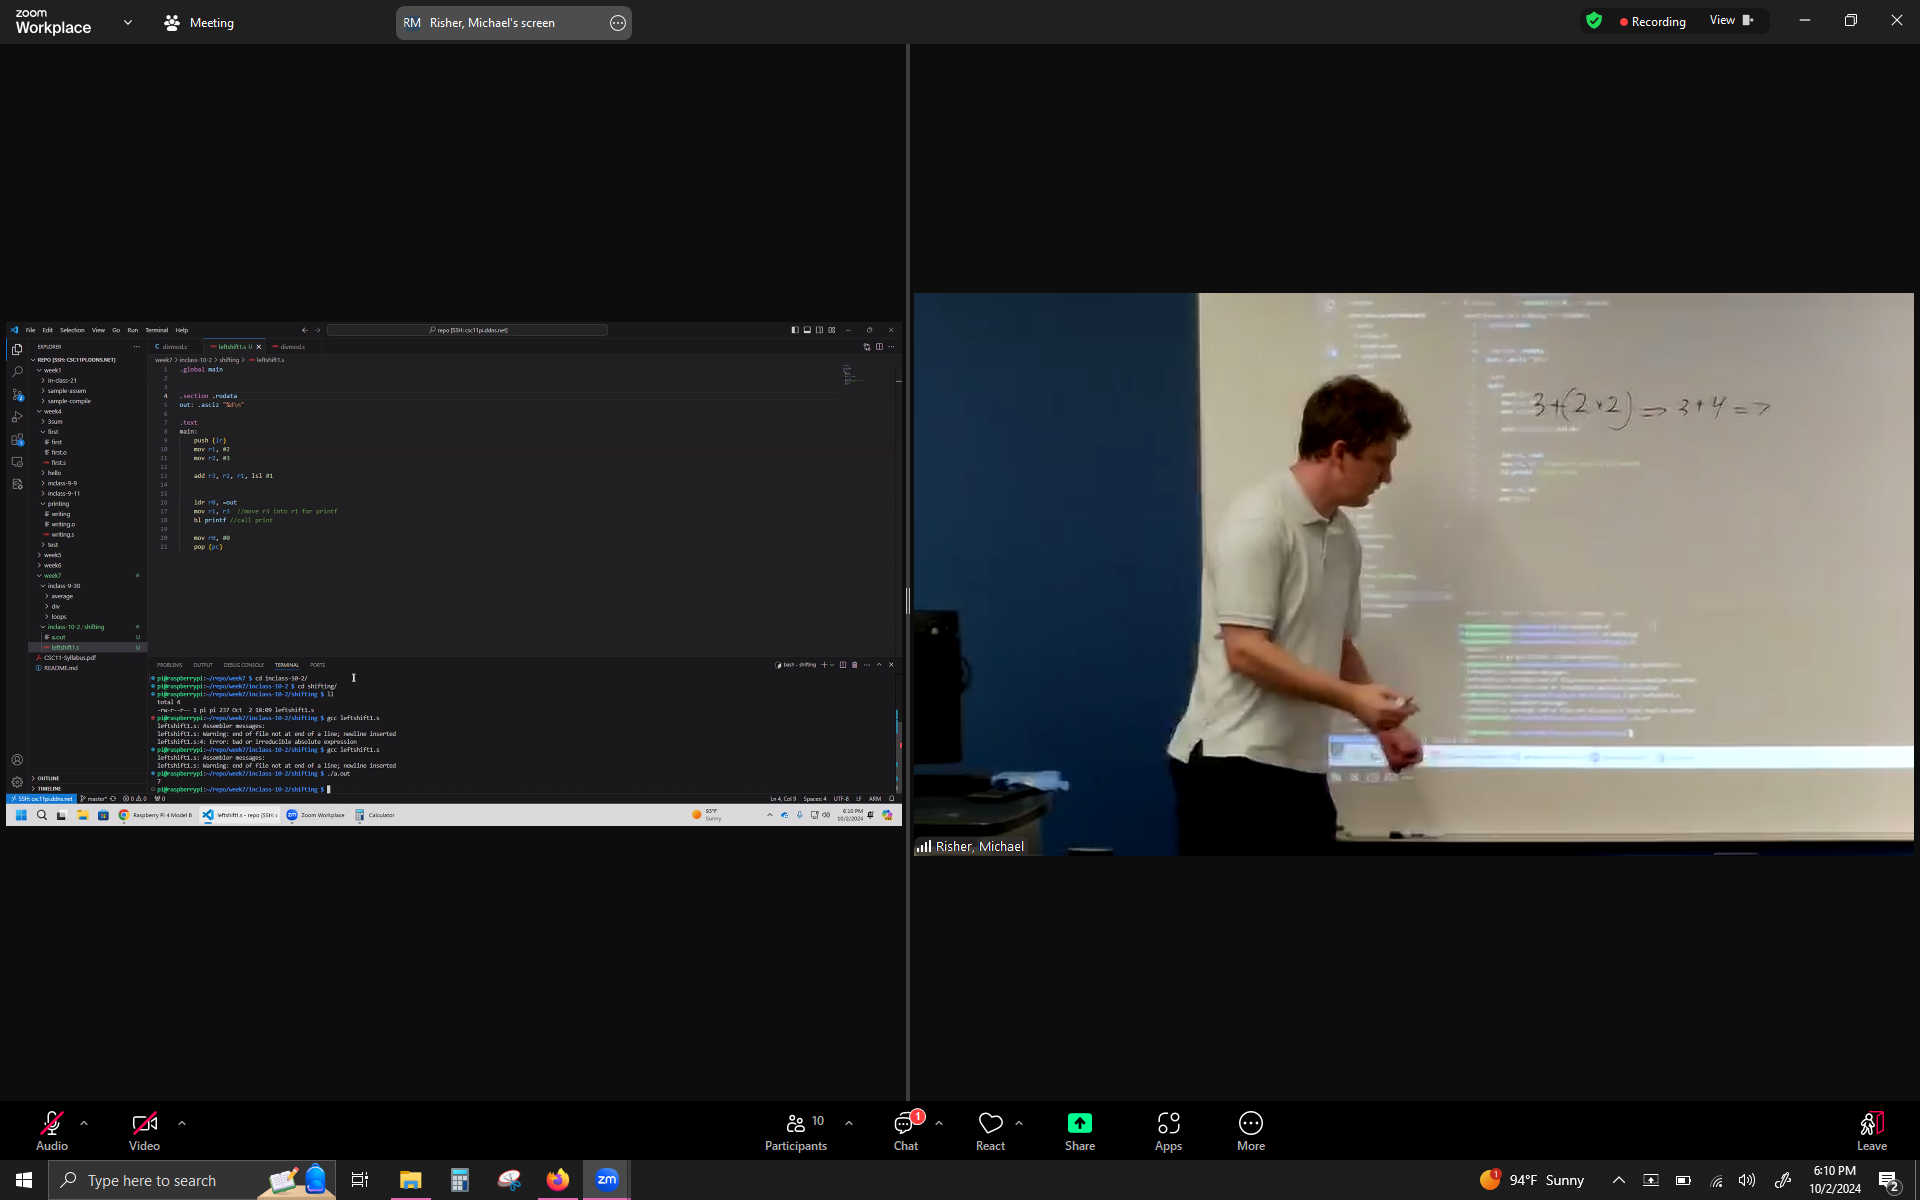 zoom
Workplace
Meeting
RM Risher, Michael's screen
Recording
View
File Edit Selection View Go Run Terminal Help
repo [SSH: csc11pi.ddns.net]
EXPLORER
REPO [SSH: CSC11PI.DDNS.NET]
week1
in-class-21
sample-assem
sample-compile
week4
3sum
first
first
first.o
first.s
hello
inclass-9-9
inclass-9-11
printing
writing
writing.o
writing.s
test
week5
week6
week7
inclass-9-30
average
div
loops
inclass-10-2 / shifting
a.out U
leftshift1.s U
CSC11-Syllabus.pdf
README.md
OUTLINE
TIMELINE
divmod.c
leftshift1.s U
divmod.s
week7 > inclass-10-2 > shifting > leftshift1.s
1 .global main
2
3
4 .section .rodata
5 out: .asciz "%d\n"
6
7 .text
8 main:
9 push {lr}
10 mov r1, #2
11 mov r2, #3
12
13 add r3, r2, r1, lsl #1
14
15
16 ldr r0, =out
17 mov r1, r3 //move r3 into r1 for printf
18 bl printf //call print
19
20 mov r0, #0
21 pop {pc}
PROBLEMS OUTPUT DEBUG CONSOLE TERMINAL PORTS
bash - shifting
pi@raspberrypi:~/repo/week7 $ cd inclass-10-2/
pi@raspberrypi:~/repo/week7/inclass-10-2 $ cd shifting/
pi@raspberrypi:~/repo/week7/inclass-10-2/shifting $ ll
total 4
-rw-r--r-- 1 pi pi 237 Oct 2 18:09 leftshift1.s
pi@raspberrypi:~/repo/week7/inclass-10-2/shifting $ gcc leftshift1.s
leftshift1.s: Assembler messages:
leftshift1.s: Warning: end of file not at end of a line; newline inserted
leftshift1.s:4: Error: bad or irreducible absolute expression
pi@raspberrypi:~/repo/week7/inclass-10-2/shifting $ gcc leftshift1.s
leftshift1.s: Assembler messages:
leftshift1.s: Warning: end of file not at end of a line; newline inserted
pi@raspberrypi:~/repo/week7/inclass-10-2/shifting $ ./a.out
7
pi@raspberrypi:~/repo/week7/inclass-10-2/shifting $
SSH: csc11pi.ddns.net master* 0 0 0 Ln 4, Col 9 Spaces: 4 UTF-8 LF ARM
Raspberry Pi 4 Model B
leftshift1.s - repo [SSH: c
Zoom Workplace
Calculator
93°F
Sunny
6:10 PM
10/2/2024
3+(2*2) => 3+4 =>
Risher, Michael
Audio
Video
10
Participants
1
Chat
React
Share
Apps
More
Leave
Type here to search
zm
1
94°F Sunny
6:10 PM
10/2/2024
2